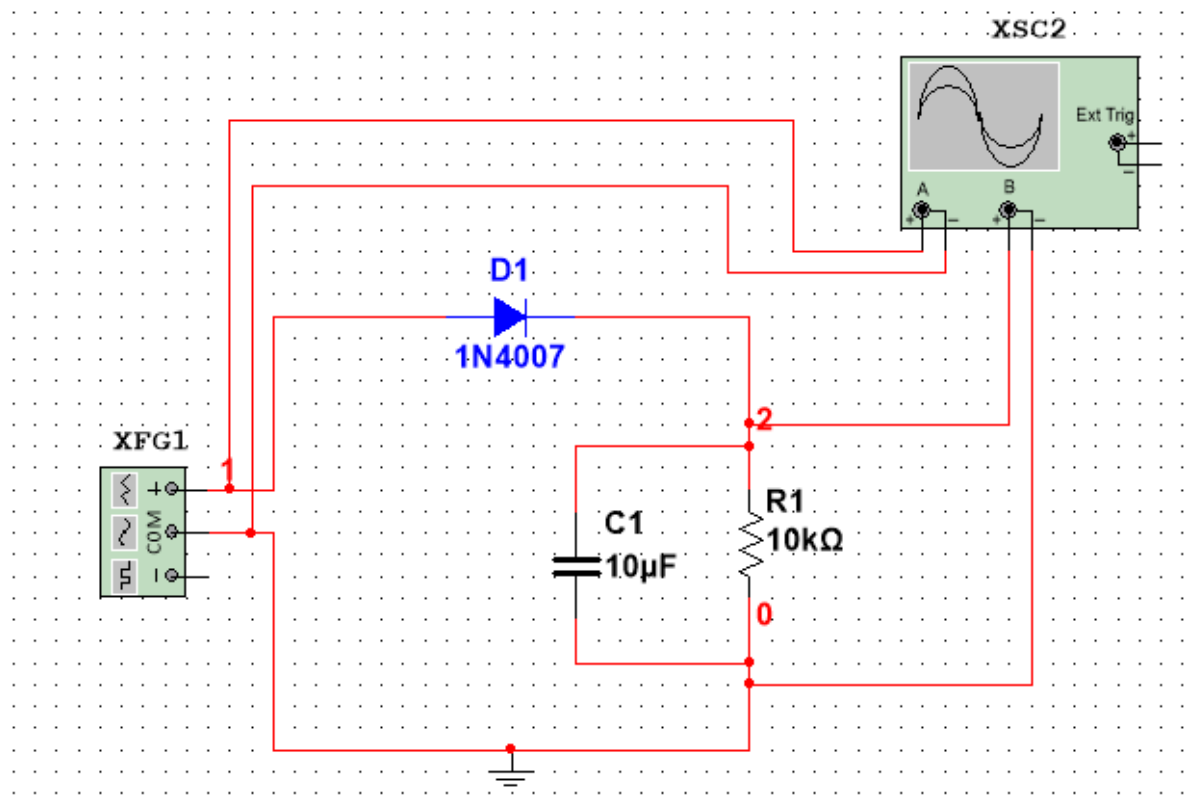 XSC2
Ext Trig
+
−
A
B
+
−
+
−
D1
1N4007
2
XFG1
1
+
COM
−
R1
10kΩ
C1
10µF
0